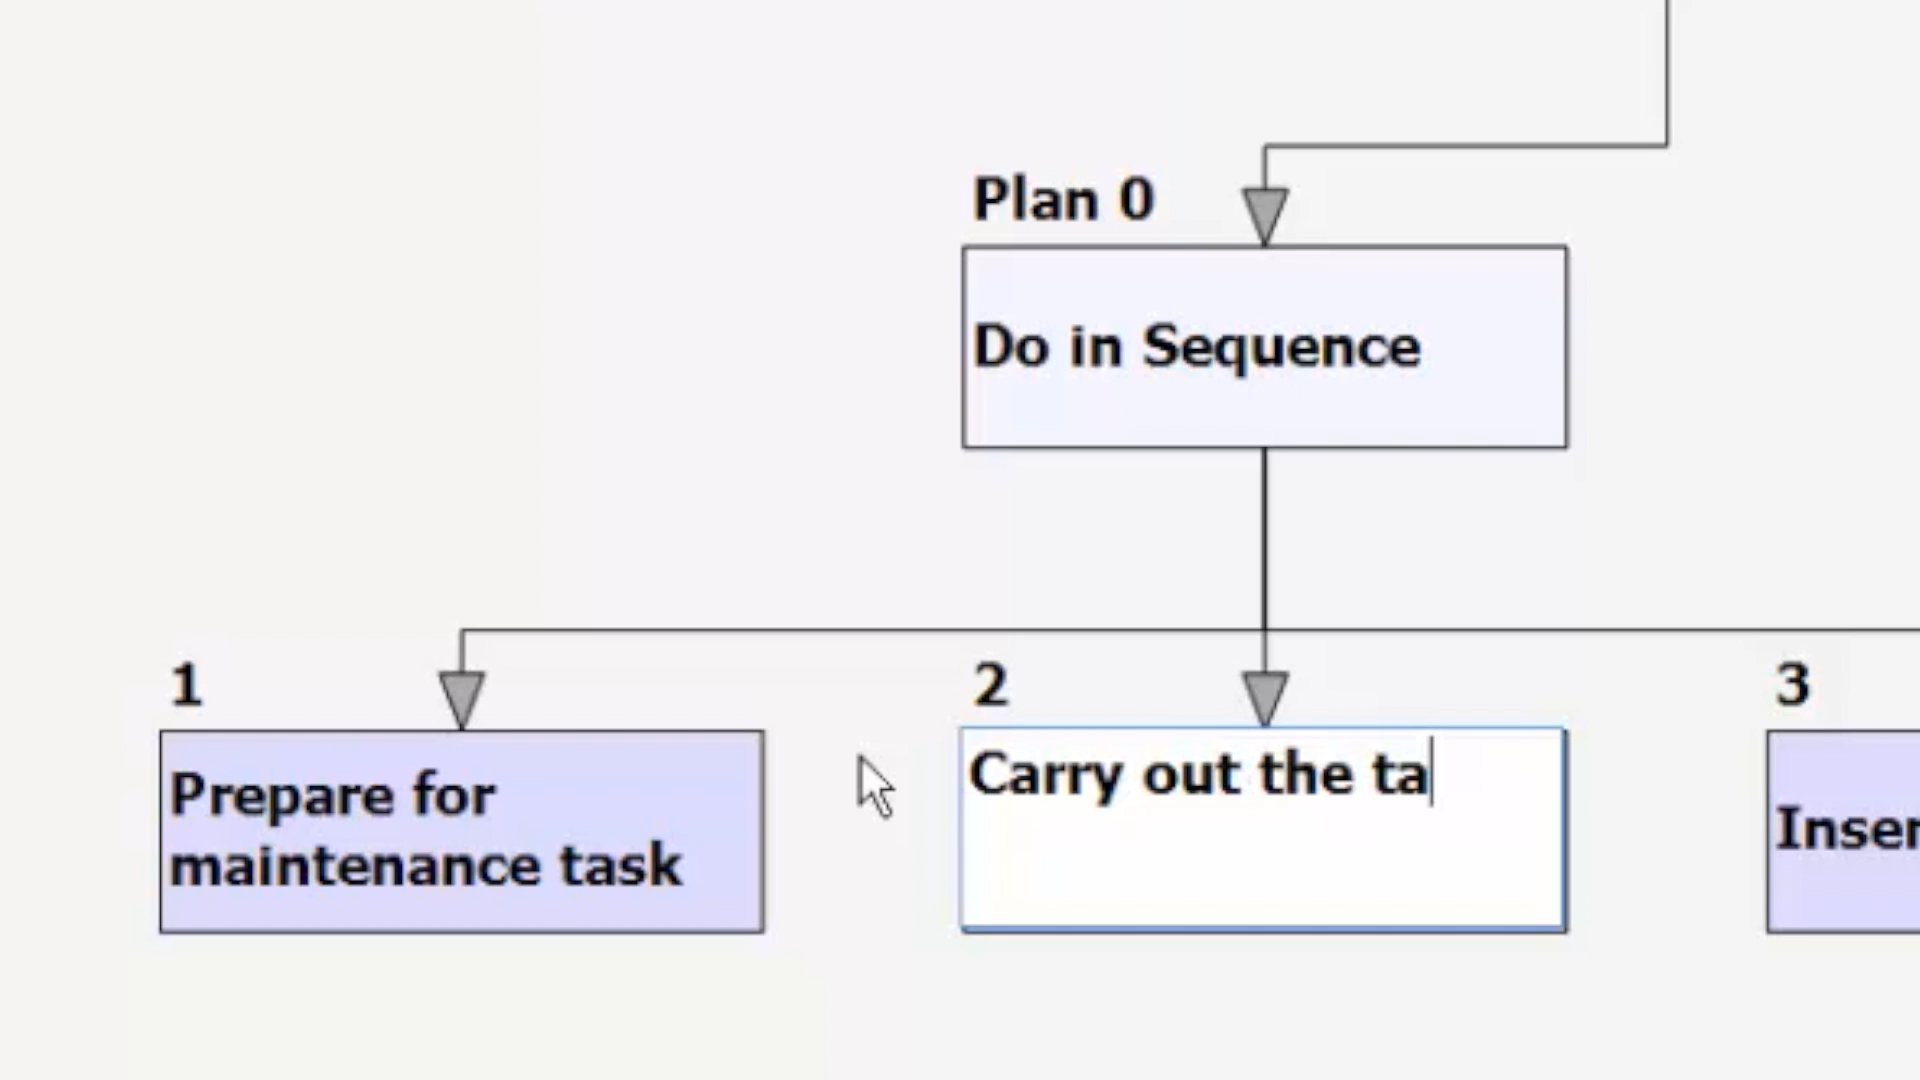 Plan 0
Do in Sequence
1
2
3
Prepare for
maintenance task
Carry out the ta